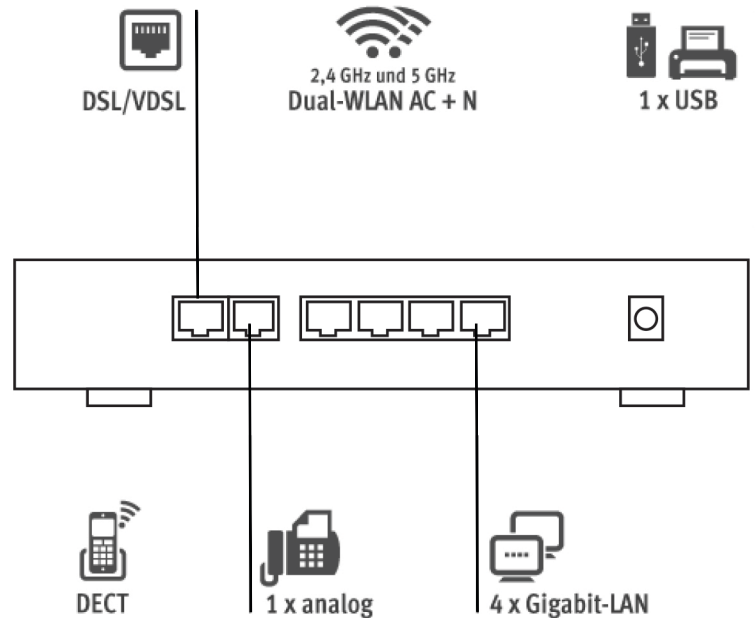 DSL/VDSL
2,4 GHz und 5 GHz
Dual-WLAN AC + N
1 x USB
DECT
1 x analog
4 x Gigabit-LAN